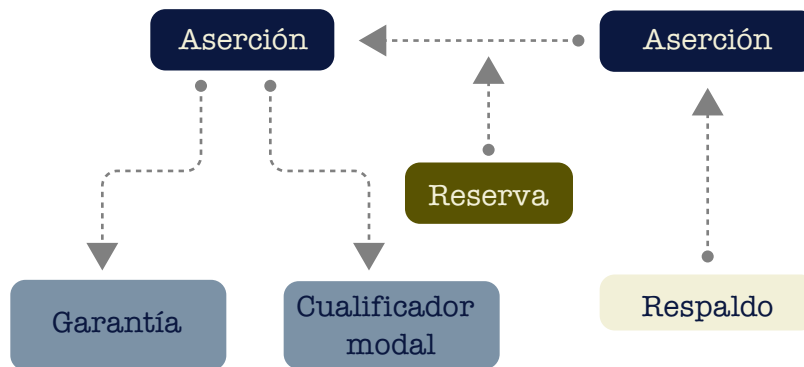 Aserción
Aserción
Reserva
Garantía
Cualificador
modal
Respaldo